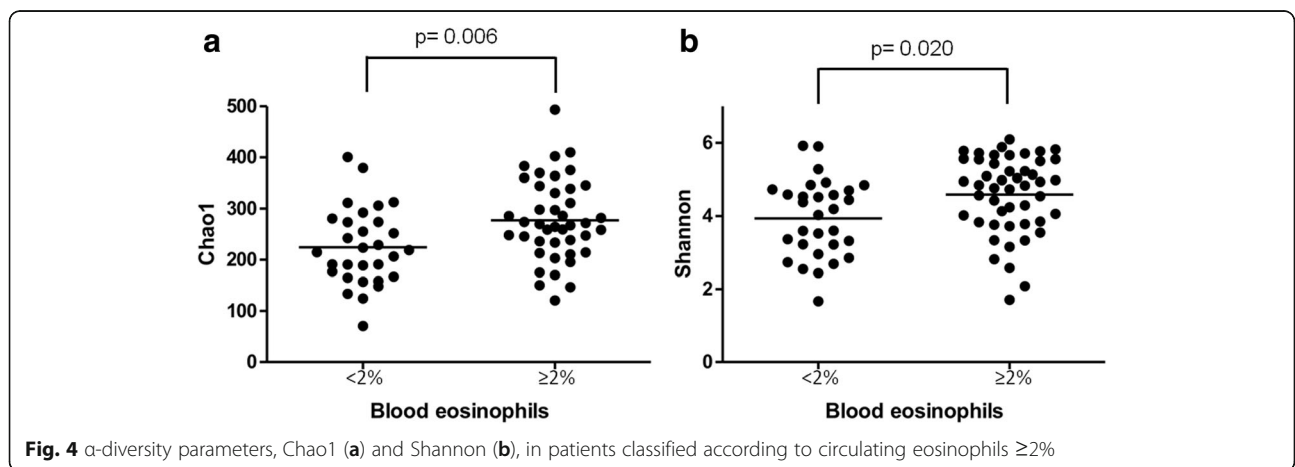 a
p= 0.006
Chao1
500
400
300
200
100
0
<2%
≥2%
Blood eosinophils
b
p= 0.020
Shannon
6
4
2
0
<2%
≥2%
Blood eosinophils
Fig. 4 α-diversity parameters, Chao1 (a) and Shannon (b), in patients classified according to circulating eosinophils ≥2%